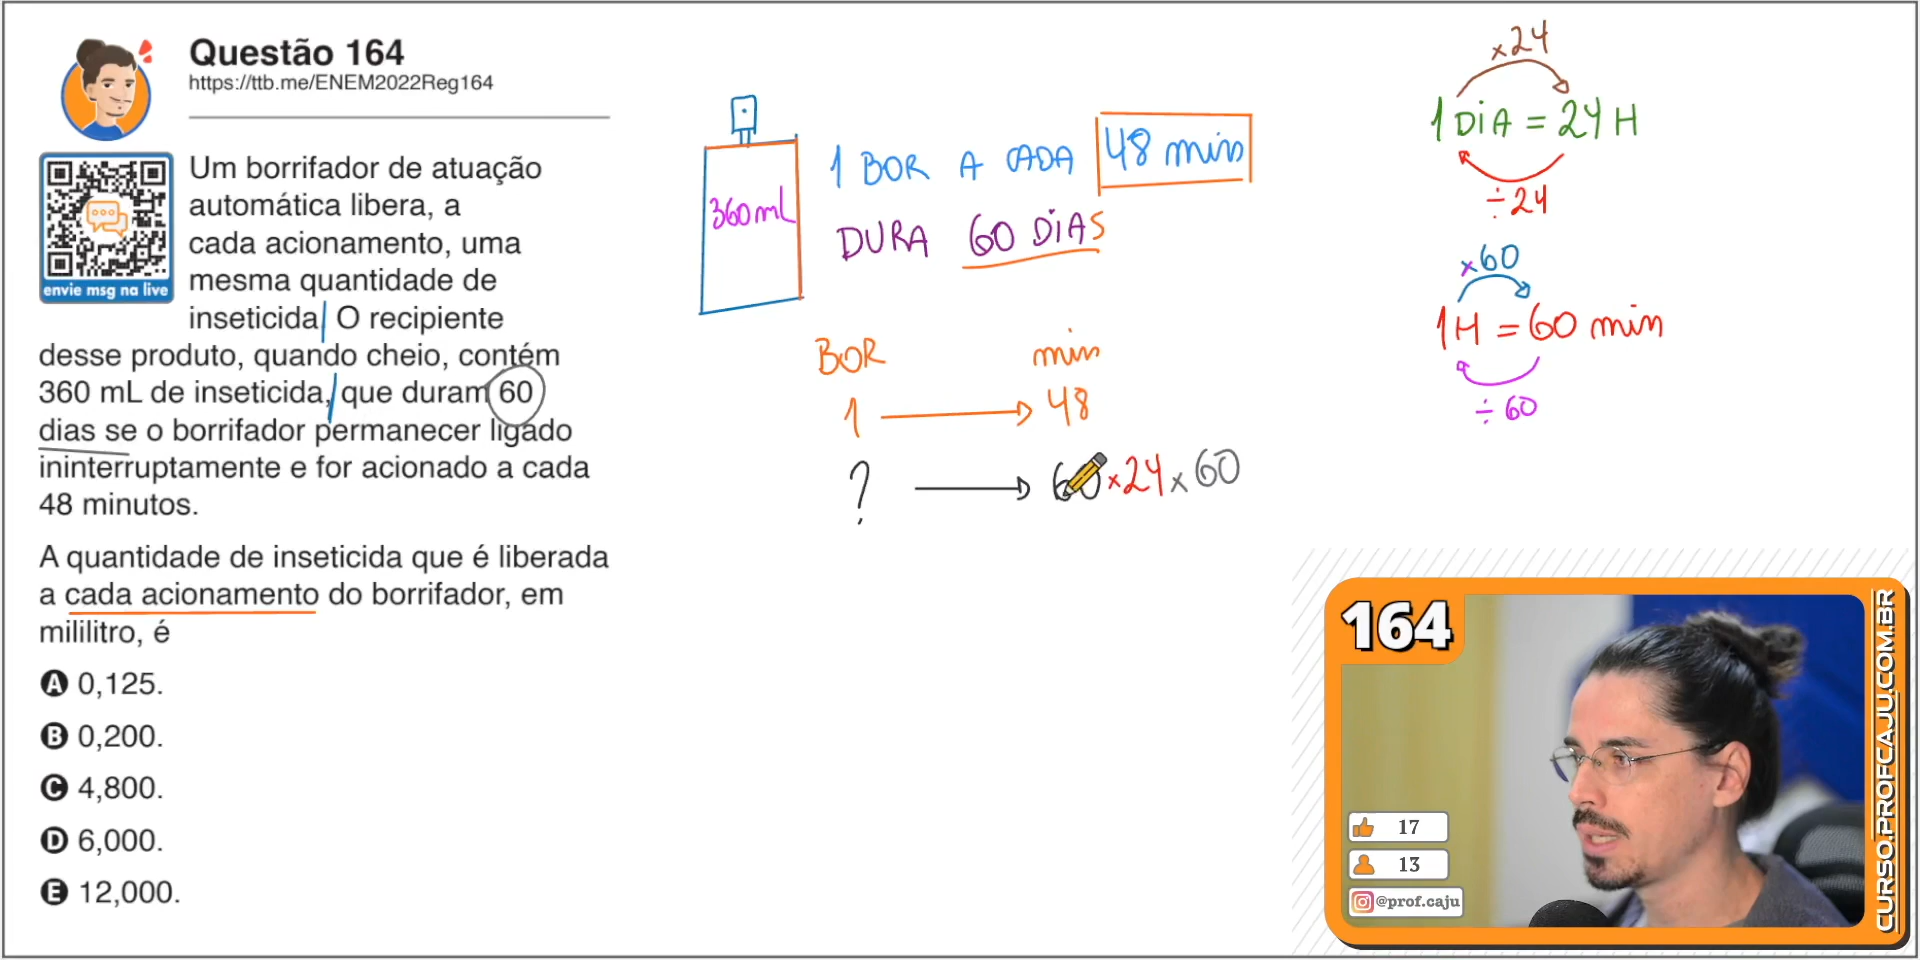 Questão 164
https://ttb.me/ENEM2022Reg164
envie msg na live
Um borrifador de atuação
automática libera, a
cada acionamento, uma
mesma quantidade de
inseticida. O recipiente
desse produto, quando cheio, contém
360 mL de inseticida, que duram 60
dias se o borrifador permanecer ligado
ininterruptamente e for acionado a cada
48 minutos.
A quantidade de inseticida que é liberada
a cada acionamento do borrifador, em
mililitro, é
A 0,125.
B 0,200.
C 4,800.
D 6,000.
E 12,000.
360 mL
1 BOR A CADA 48 min
DURA 60 DIAS
BOR min
1 48
? 60 × 24 × 60
×24
1 DIA = 24 H
÷24
×60
1H = 60 min
÷ 60
164
17
13
@prof.caju
CURSO.PROFCAJU.COM.BR